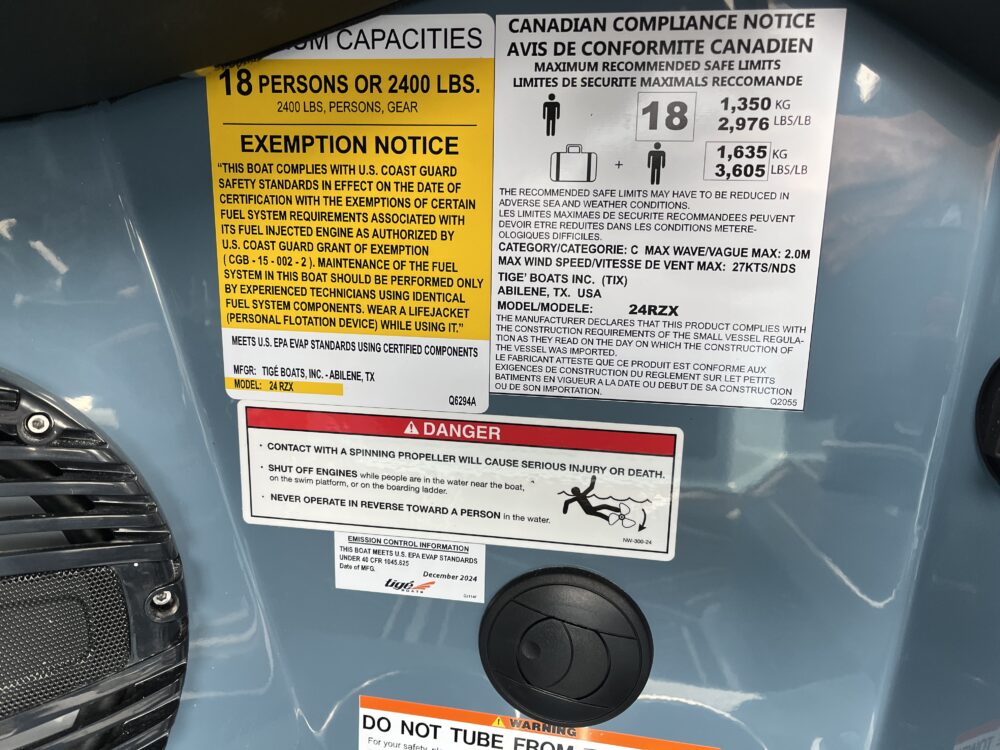 UM CAPACITIES
18 PERSONS OR 2400 LBS.
2400 LBS, PERSONS, GEAR
EXEMPTION NOTICE
"THIS BOAT COMPLIES WITH U.S. COAST GUARD
SAFETY STANDARDS IN EFFECT ON THE DATE OF
CERTIFICATION WITH THE EXEMPTIONS OF CERTAIN
FUEL SYSTEM REQUIREMENTS ASSOCIATED WITH
ITS FUEL INJECTED ENGINE AS AUTHORIZED BY
U.S. COAST GUARD GRANT OF EXEMPTION
( CGB - 15 - 002 - 2 ). MAINTENANCE OF THE FUEL
SYSTEM IN THIS BOAT SHOULD BE PERFORMED ONLY
BY EXPERIENCED TECHNICIANS USING IDENTICAL
FUEL SYSTEM COMPONENTS. WEAR A LIFEJACKET
(PERSONAL FLOTATION DEVICE) WHILE USING IT."
MEETS U.S. EPA EVAP STANDARDS USING CERTIFIED COMPONENTS
MFGR: TIGÉ BOATS, INC. - ABILENE, TX
MODEL: 24 RZX
Q6294A
CANADIAN COMPLIANCE NOTICE
AVIS DE CONFORMITE CANADIEN
MAXIMUM RECOMMENDED SAFE LIMITS
LIMITES DE SECURITE MAXIMALS RECCOMANDE
18 1,350 KG
2,976 LBS/LB
+ 1,635 KG
3,605 LBS/LB
THE RECOMMENDED SAFE LIMITS MAY HAVE TO BE REDUCED IN
ADVERSE SEA AND WEATHER CONDITIONS.
LES LIMITES MAXIMAES DE SECURITE RECOMMANDEES PEUVENT
DEVOIR ETRE REDUITES DANS LES CONDITIONS METERE-
OLOGIQUES DIFFICILES.
CATEGORY/CATEGORIE: C MAX WAVE/VAGUE MAX: 2.0M
MAX WIND SPEED/VITESSE DE VENT MAX: 27KTS/NDS
TIGE' BOATS INC. (TIX)
ABILENE, TX. USA
MODEL/MODELE: 24RZX
THE MANUFACTURER DECLARES THAT THIS PRODUCT COMPLIES WITH
THE CONSTRUCTION REQUIREMENTS OF THE SMALL VESSEL REGULA-
TION AS THEY READ ON THE DAY ON WHICH THE CONSTRUCTION OF
THE VESSEL WAS IMPORTED.
LE FABRICANT ATTESTE QUE CE PRODUIT EST CONFORME AUX
EXIGENCES DE CONSTRUCTION DU REGLEMENT SUR LET PETITS
BATIMENTS EN VIGUEUR A LA DATE OU DEBUT DE SA CONSTRUCTION
OU DE SON IMPORTATION.
Q2055
DANGER
· CONTACT WITH A SPINNING PROPELLER WILL CAUSE SERIOUS INJURY OR DEATH.
· SHUT OFF ENGINES while people are in the water near the boat,
on the swim platform, or on the boarding ladder.
· NEVER OPERATE IN REVERSE TOWARD A PERSON in the water.
NW-300-24
EMISSION CONTROL INFORMATION
THIS BOAT MEETS U.S. EPA EVAP STANDARDS
UNDER 40 CFR 1045.625
Date of MFG.
December 2024
tigé
BOATS
WARNING
DO NOT TUBE FROM
For your safety,